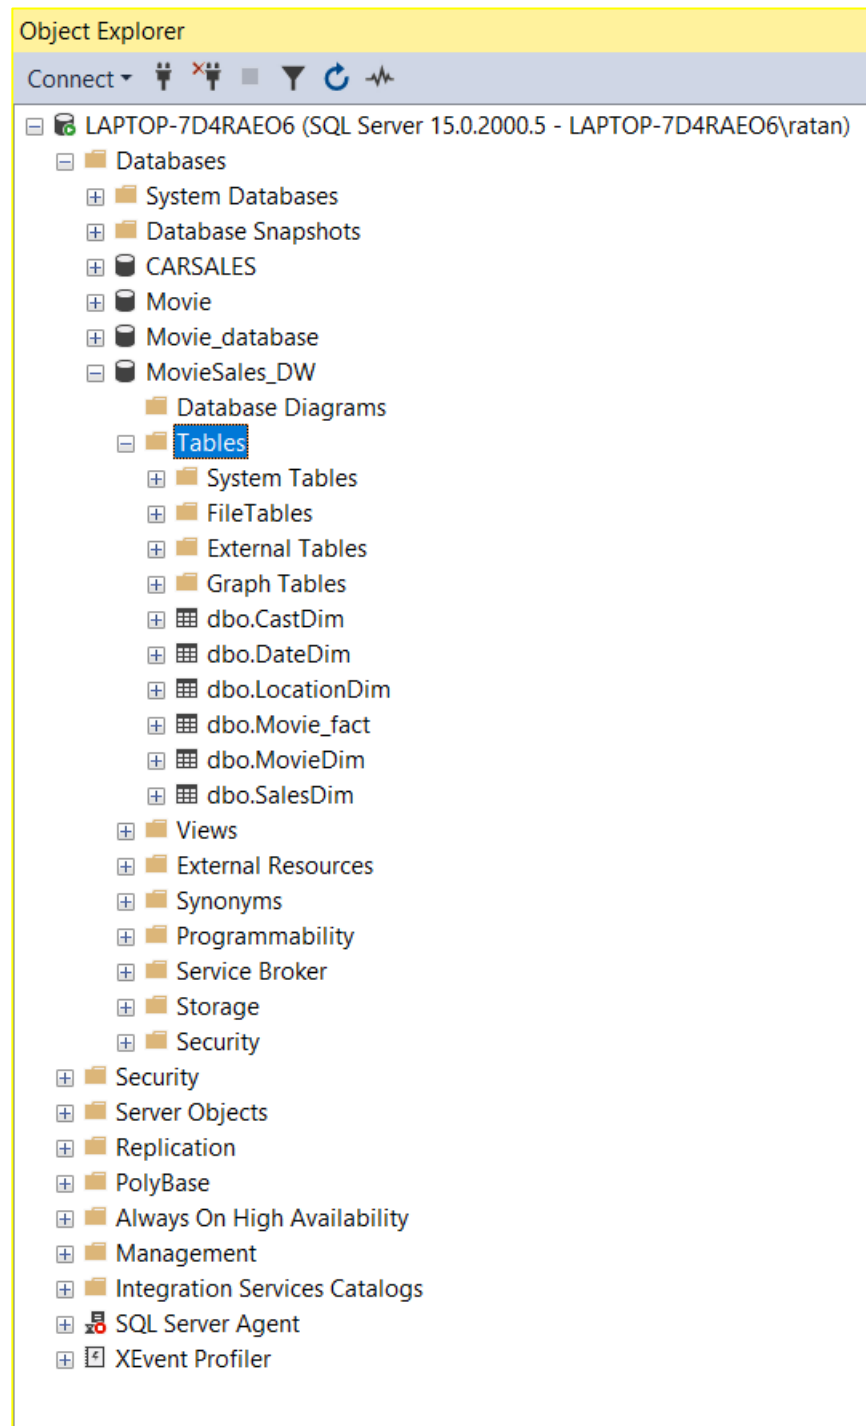 Object Explorer
Connect
LAPTOP-7D4RAEO6 (SQL Server 15.0.2000.5 - LAPTOP-7D4RAEO6\ratan)
Databases
System Databases
Database Snapshots
CARSALES
Movie
Movie_database
MovieSales_DW
Database Diagrams
Tables
System Tables
FileTables
External Tables
Graph Tables
dbo.CastDim
dbo.DateDim
dbo.LocationDim
dbo.Movie_fact
dbo.MovieDim
dbo.SalesDim
Views
External Resources
Synonyms
Programmability
Service Broker
Storage
Security
Security
Server Objects
Replication
PolyBase
Always On High Availability
Management
Integration Services Catalogs
SQL Server Agent
XEvent Profiler